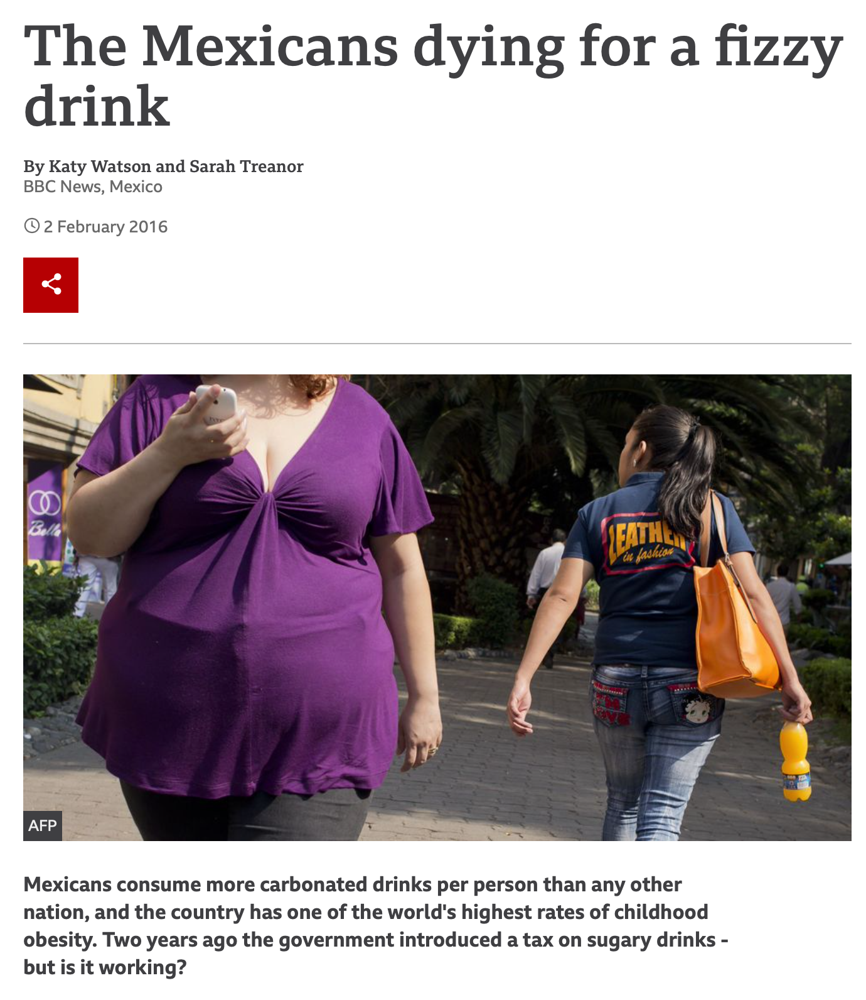 The Mexicans dying for a fizzy
drink
By Katy Watson and Sarah Treanor
BBC News, Mexico
2 February 2016
Bella
LEATHER
in fashion
AFP
Mexicans consume more carbonated drinks per person than any other
nation, and the country has one of the world's highest rates of childhood
obesity. Two years ago the government introduced a tax on sugary drinks -
but is it working?